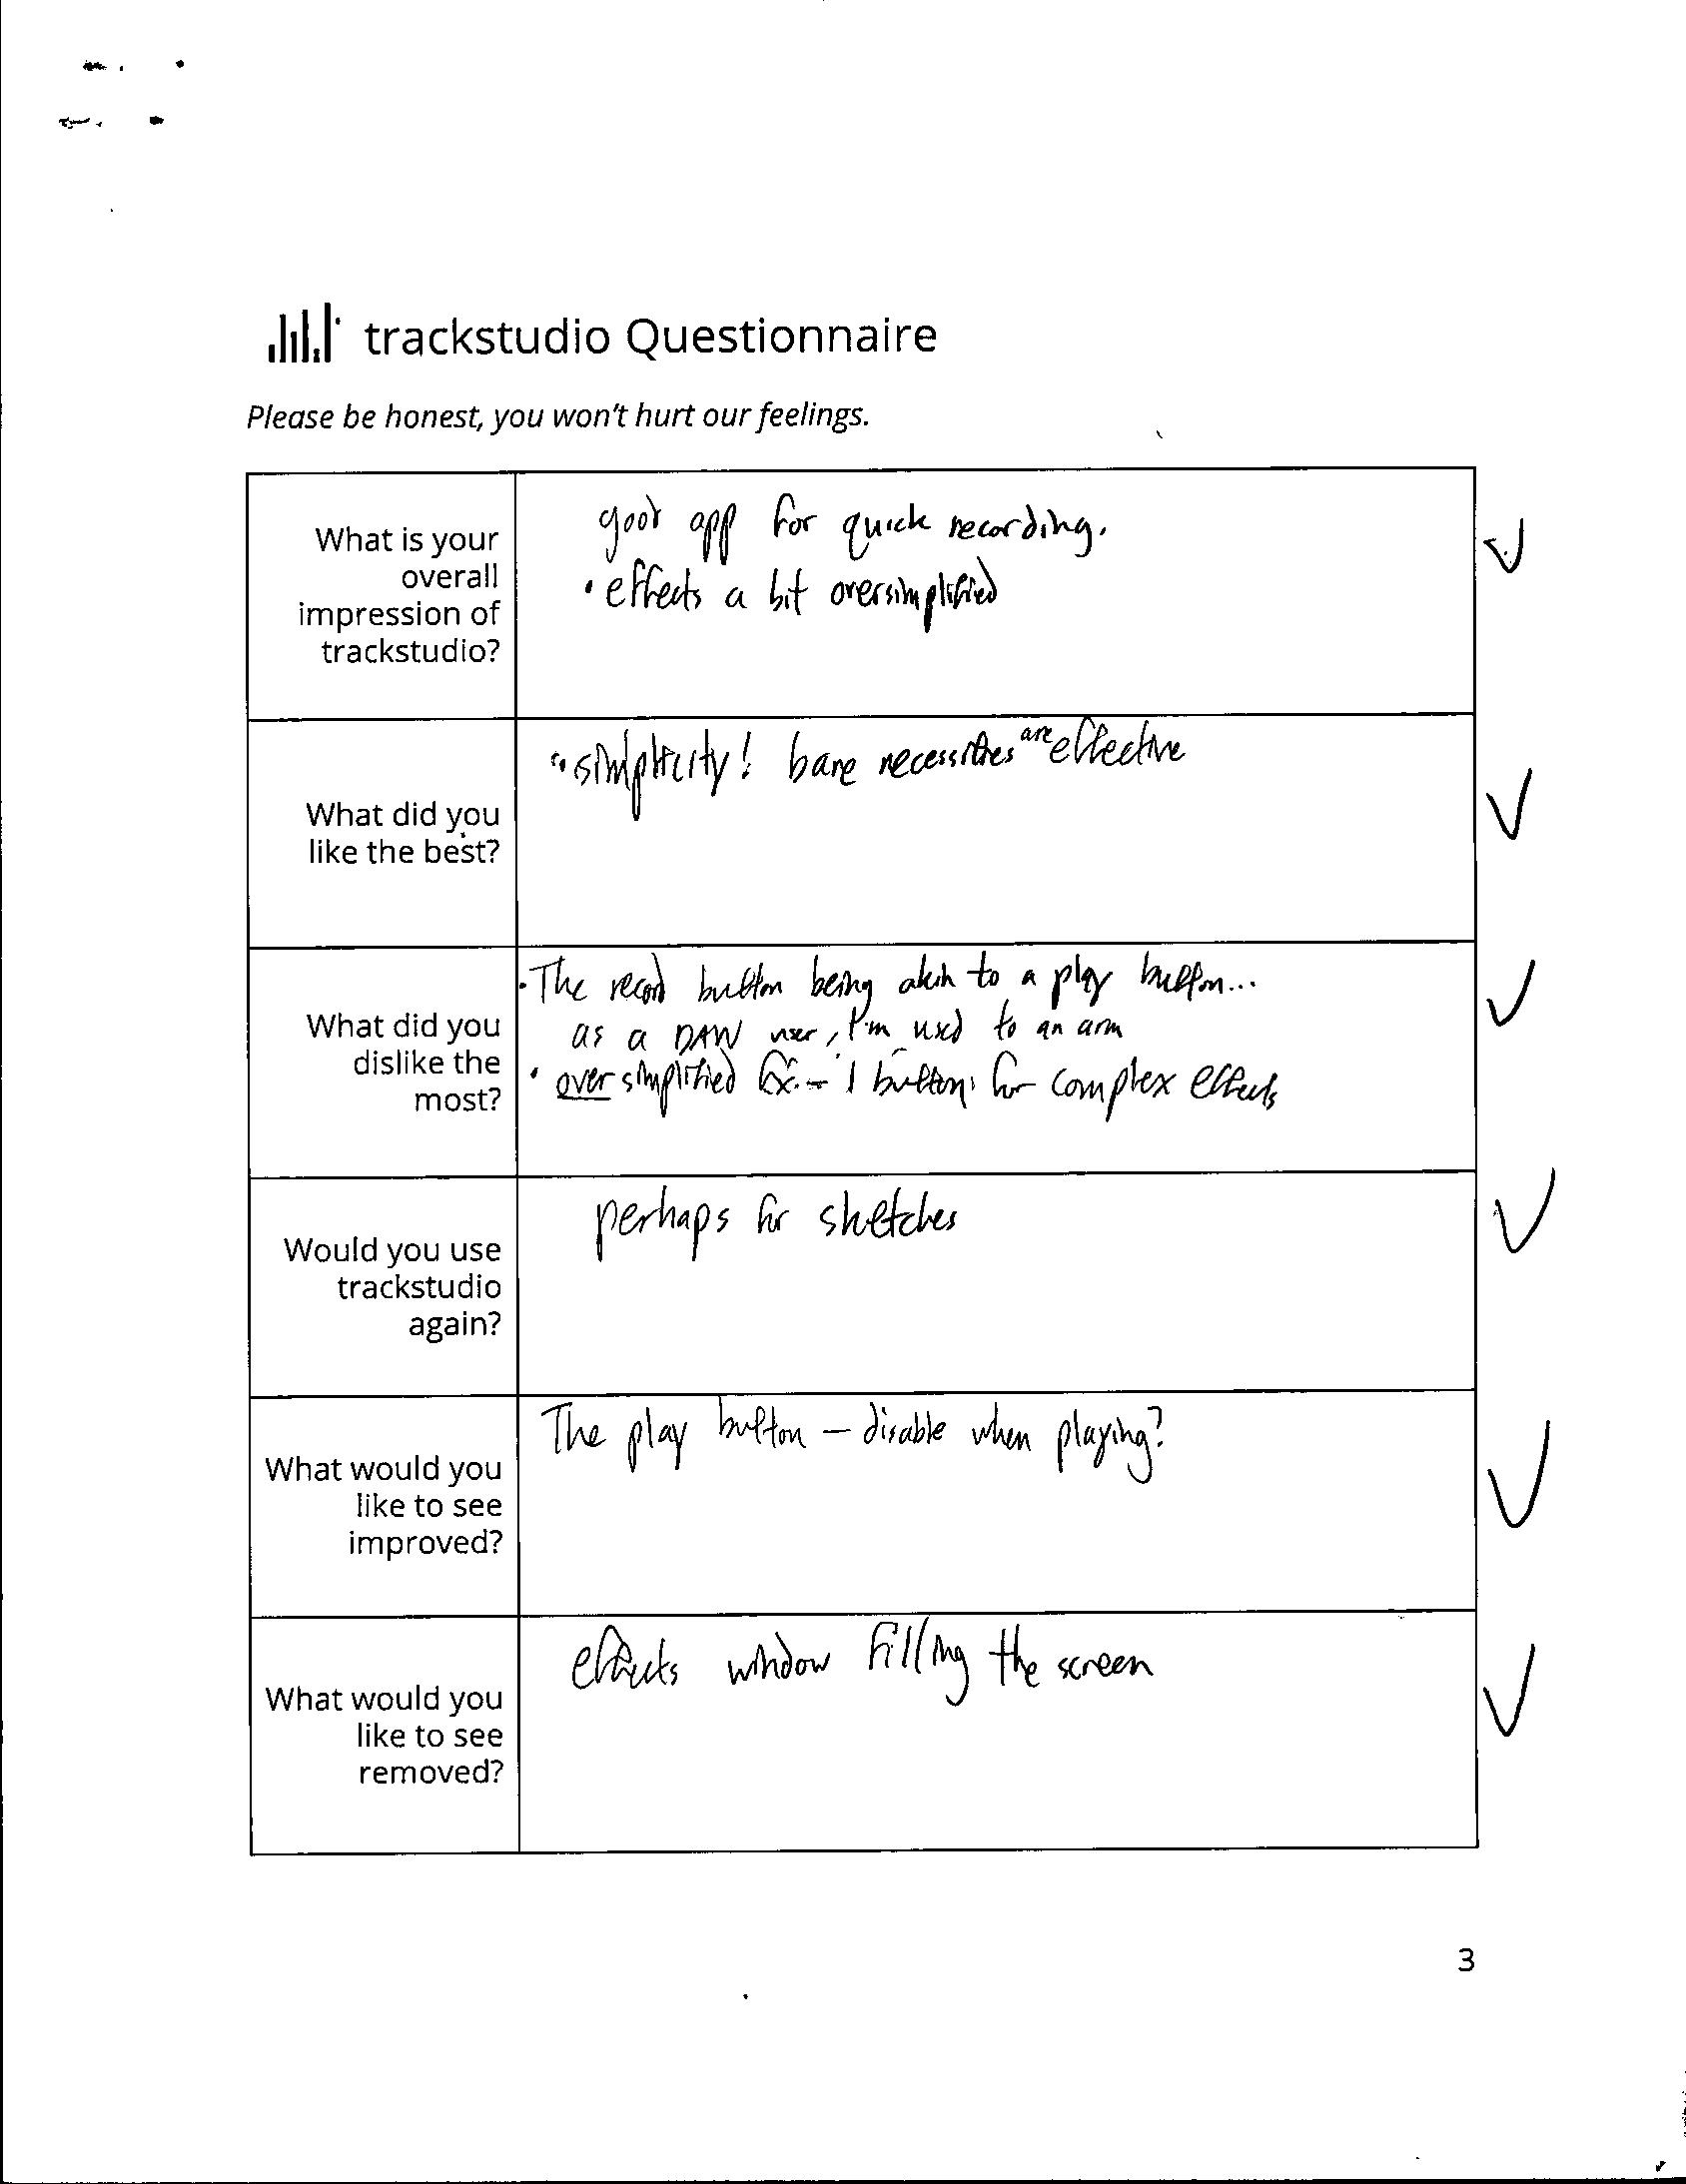 trackstudio Questionnaire
Please be honest, you won't hurt our feelings.
What is your
overall
impression of
trackstudio?
good app for quick recording.
• effects a bit oversimplified
What did you
like the best?
simplicity! bare necessities are effective
What did you
dislike the
most?
• The record button being akin to a play button...
as a DAW user, I'm used to an arm
• oversimplified fx. - 1 button for complex effects
Would you use
trackstudio
again?
perhaps for sketches
What would you
like to see
improved?
The play button — disable when playing?
What would you
like to see
removed?
effects window filling the screen
3